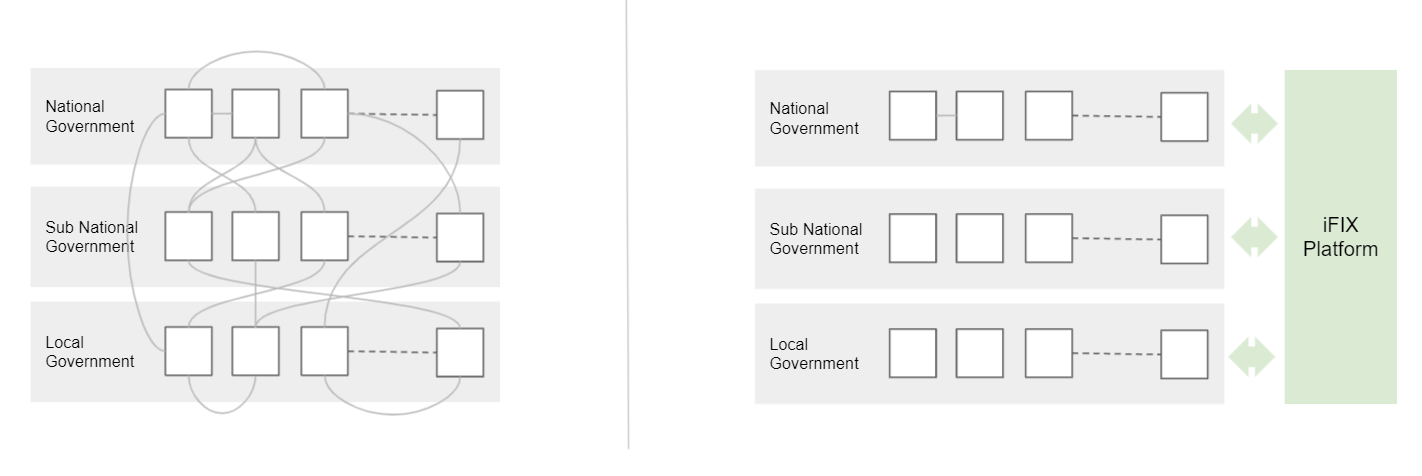 National
Government
Sub National
Government
Local
Government
National
Government
Sub National
Government
Local
Government
iFIX
Platform